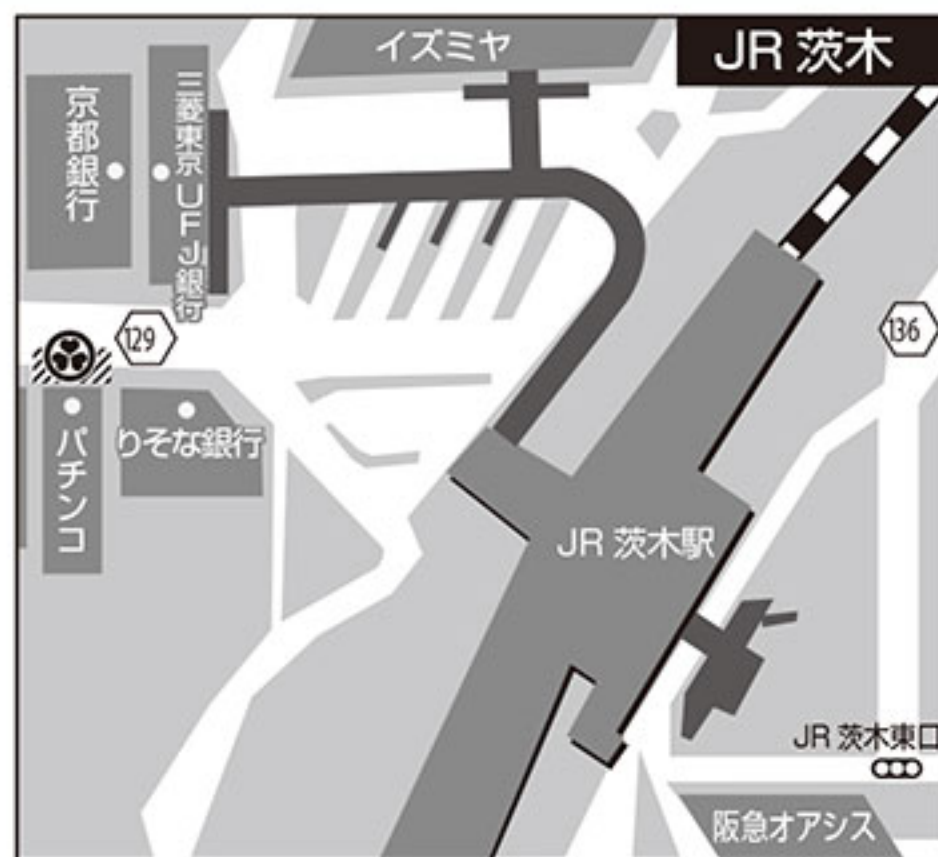 JR 茨木
イズミヤ
京都銀行
三菱東京UFJ銀行
129
136
パチンコ
りそな銀行
JR 茨木駅
JR 茨木東口
阪急オアシス